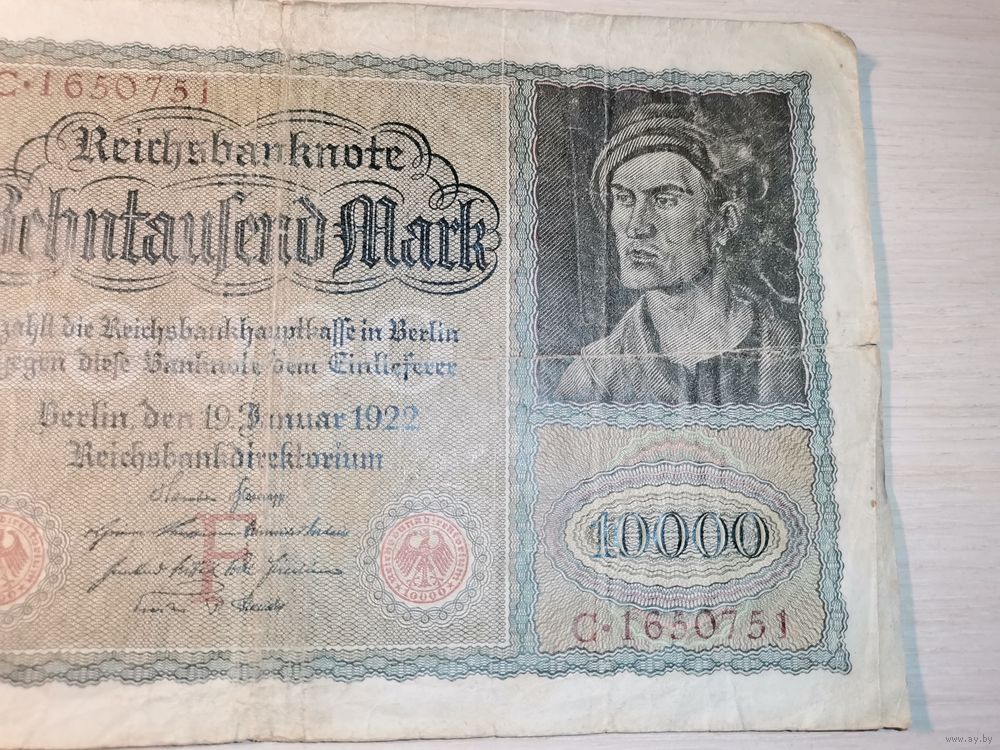 C·1650751
Reichsbanknote
Zehntausend Mark
zahlt die Reichsbankhauptkasse in Berlin
gegen diese Banknote dem Einlieferer
Berlin den 19. Januar 1922
Reichsbankdirektorium
F
10000
C·1650751
www.ay.by